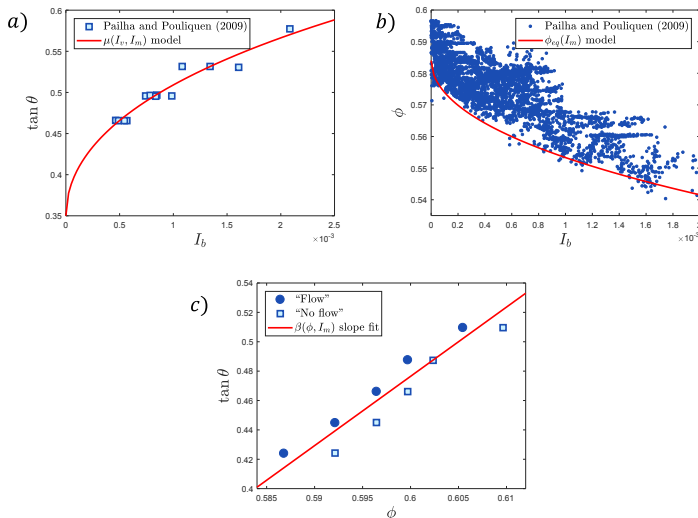 a)
0.6
0.55
0.5
0.45
0.4
0.35
tan θ
Pailha and Pouliquen (2009)
μ(I_v, I_m) model
0 0.5 1 1.5 2 2.5
×10⁻³
I_b
b)
0.6
0.59
0.58
0.57
0.56
0.55
0.54
ϕ
Pailha and Pouliquen (2009)
ϕ_eq(I_m) model
0 0.2 0.4 0.6 0.8 1 1.2 1.4 1.6 1.8 2
×10⁻³
I_b
c)
0.54
0.52
0.5
0.48
0.46
0.44
0.42
0.4
tan θ
“Flow”
“No flow”
β(ϕ, I_m) slope fit
0.585 0.59 0.595 0.6 0.605 0.61
ϕ